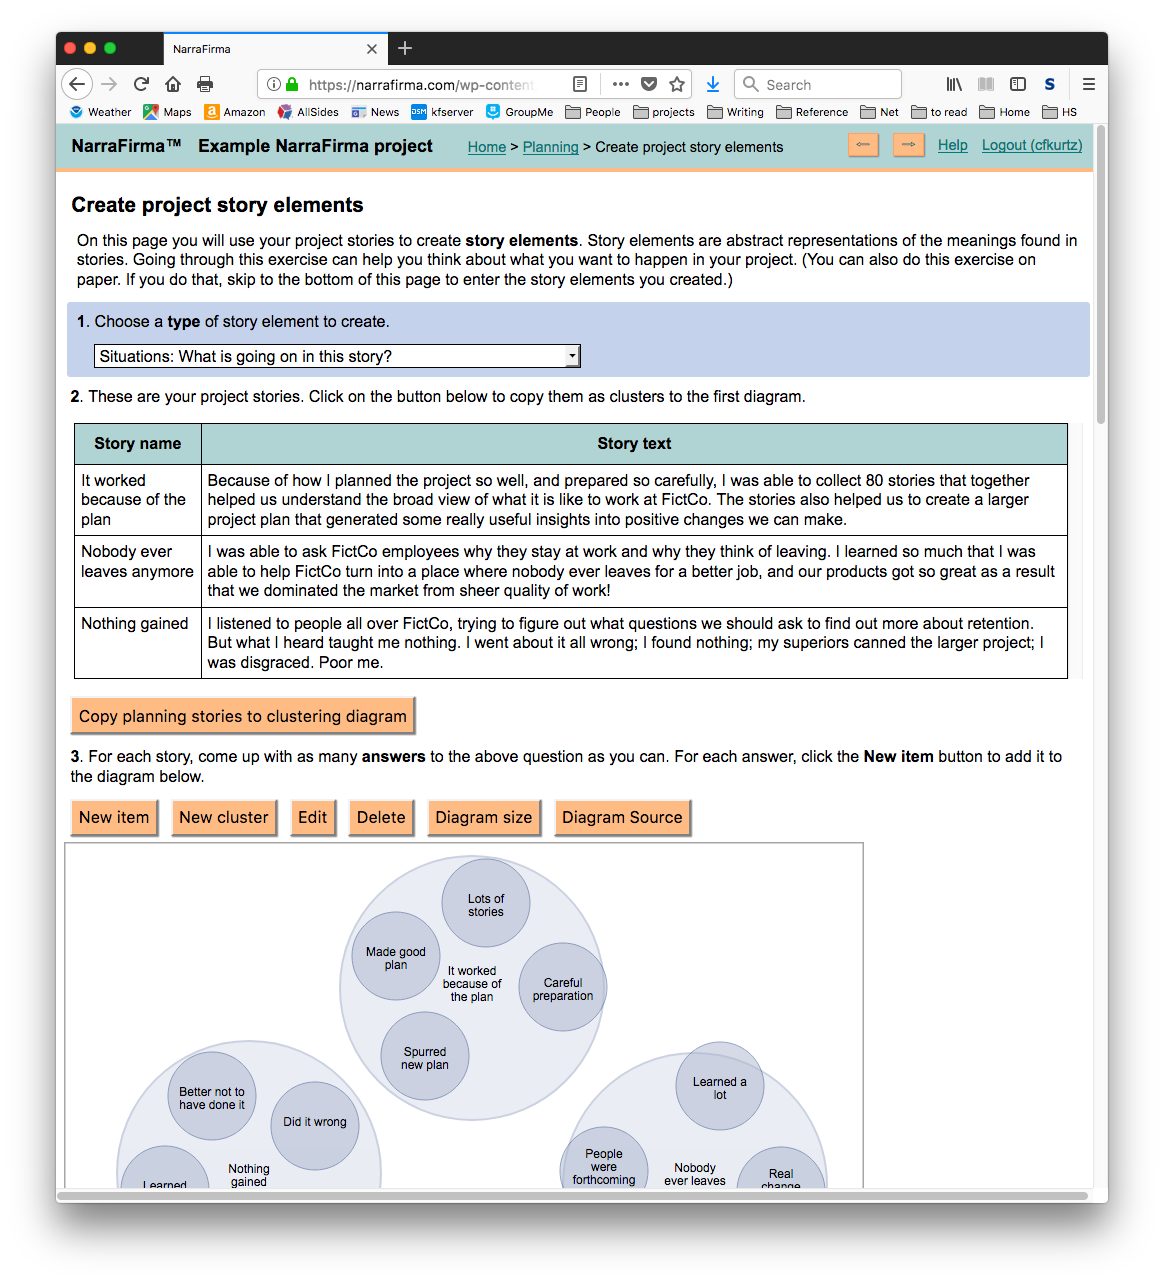 NarraFirma
https://narrafirma.com/wp-content
Search
Weather Maps Amazon AllSides News kfserver GroupMe People projects Writing Reference Net to read Home HS
NarraFirma™ Example NarraFirma project Home > Planning > Create project story elements Help Logout (cfkurtz)
Create project story elements
On this page you will use your project stories to create story elements. Story elements are abstract representations of the meanings found in
stories. Going through this exercise can help you think about what you want to happen in your project. (You can also do this exercise on
paper. If you do that, skip to the bottom of this page to enter the story elements you created.)
1. Choose a type of story element to create.
Situations: What is going on in this story?
2. These are your project stories. Click on the button below to copy them as clusters to the first diagram.
Story name
Story text
It worked
because of the
plan
Because of how I planned the project so well, and prepared so carefully, I was able to collect 80 stories that together
helped us understand the broad view of what it is like to work at FictCo. The stories also helped us to create a larger
project plan that generated some really useful insights into positive changes we can make.
Nobody ever
leaves anymore
I was able to ask FictCo employees why they stay at work and why they think of leaving. I learned so much that I was
able to help FictCo turn into a place where nobody ever leaves for a better job, and our products got so great as a result
that we dominated the market from sheer quality of work!
Nothing gained
I listened to people all over FictCo, trying to figure out what questions we should ask to find out more about retention.
But what I heard taught me nothing. I went about it all wrong; I found nothing; my superiors canned the larger project; I
was disgraced. Poor me.
Copy planning stories to clustering diagram
3. For each story, come up with as many answers to the above question as you can. For each answer, click the New item button to add it to
the diagram below.
New item New cluster Edit Delete Diagram size Diagram Source
Lots of
stories
Made good
plan
It worked
because of
the plan
Careful
preparation
Spurred
new plan
Better not to
have done it
Did it wrong
Learned
Nothing
gained
Learned a
lot
People
were
forthcoming
Nobody
ever leaves
Real
change